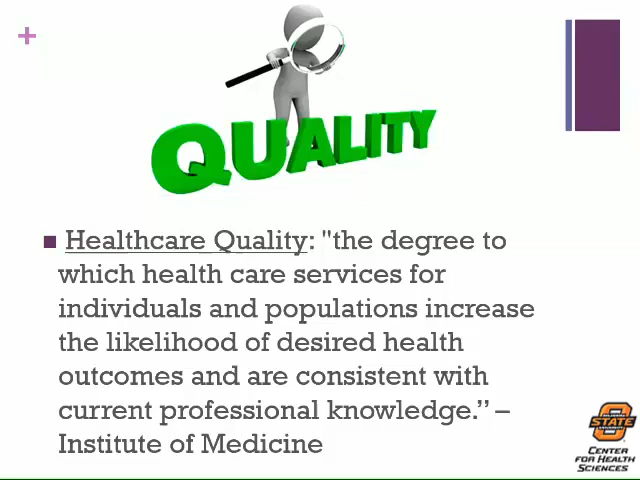 +
QUALITY
■ Healthcare Quality: "the degree to
which health care services for
individuals and populations increase
the likelihood of desired health
outcomes and are consistent with
current professional knowledge.” –
Institute of Medicine
STATE
CENTER
FOR HEALTH
SCIENCES